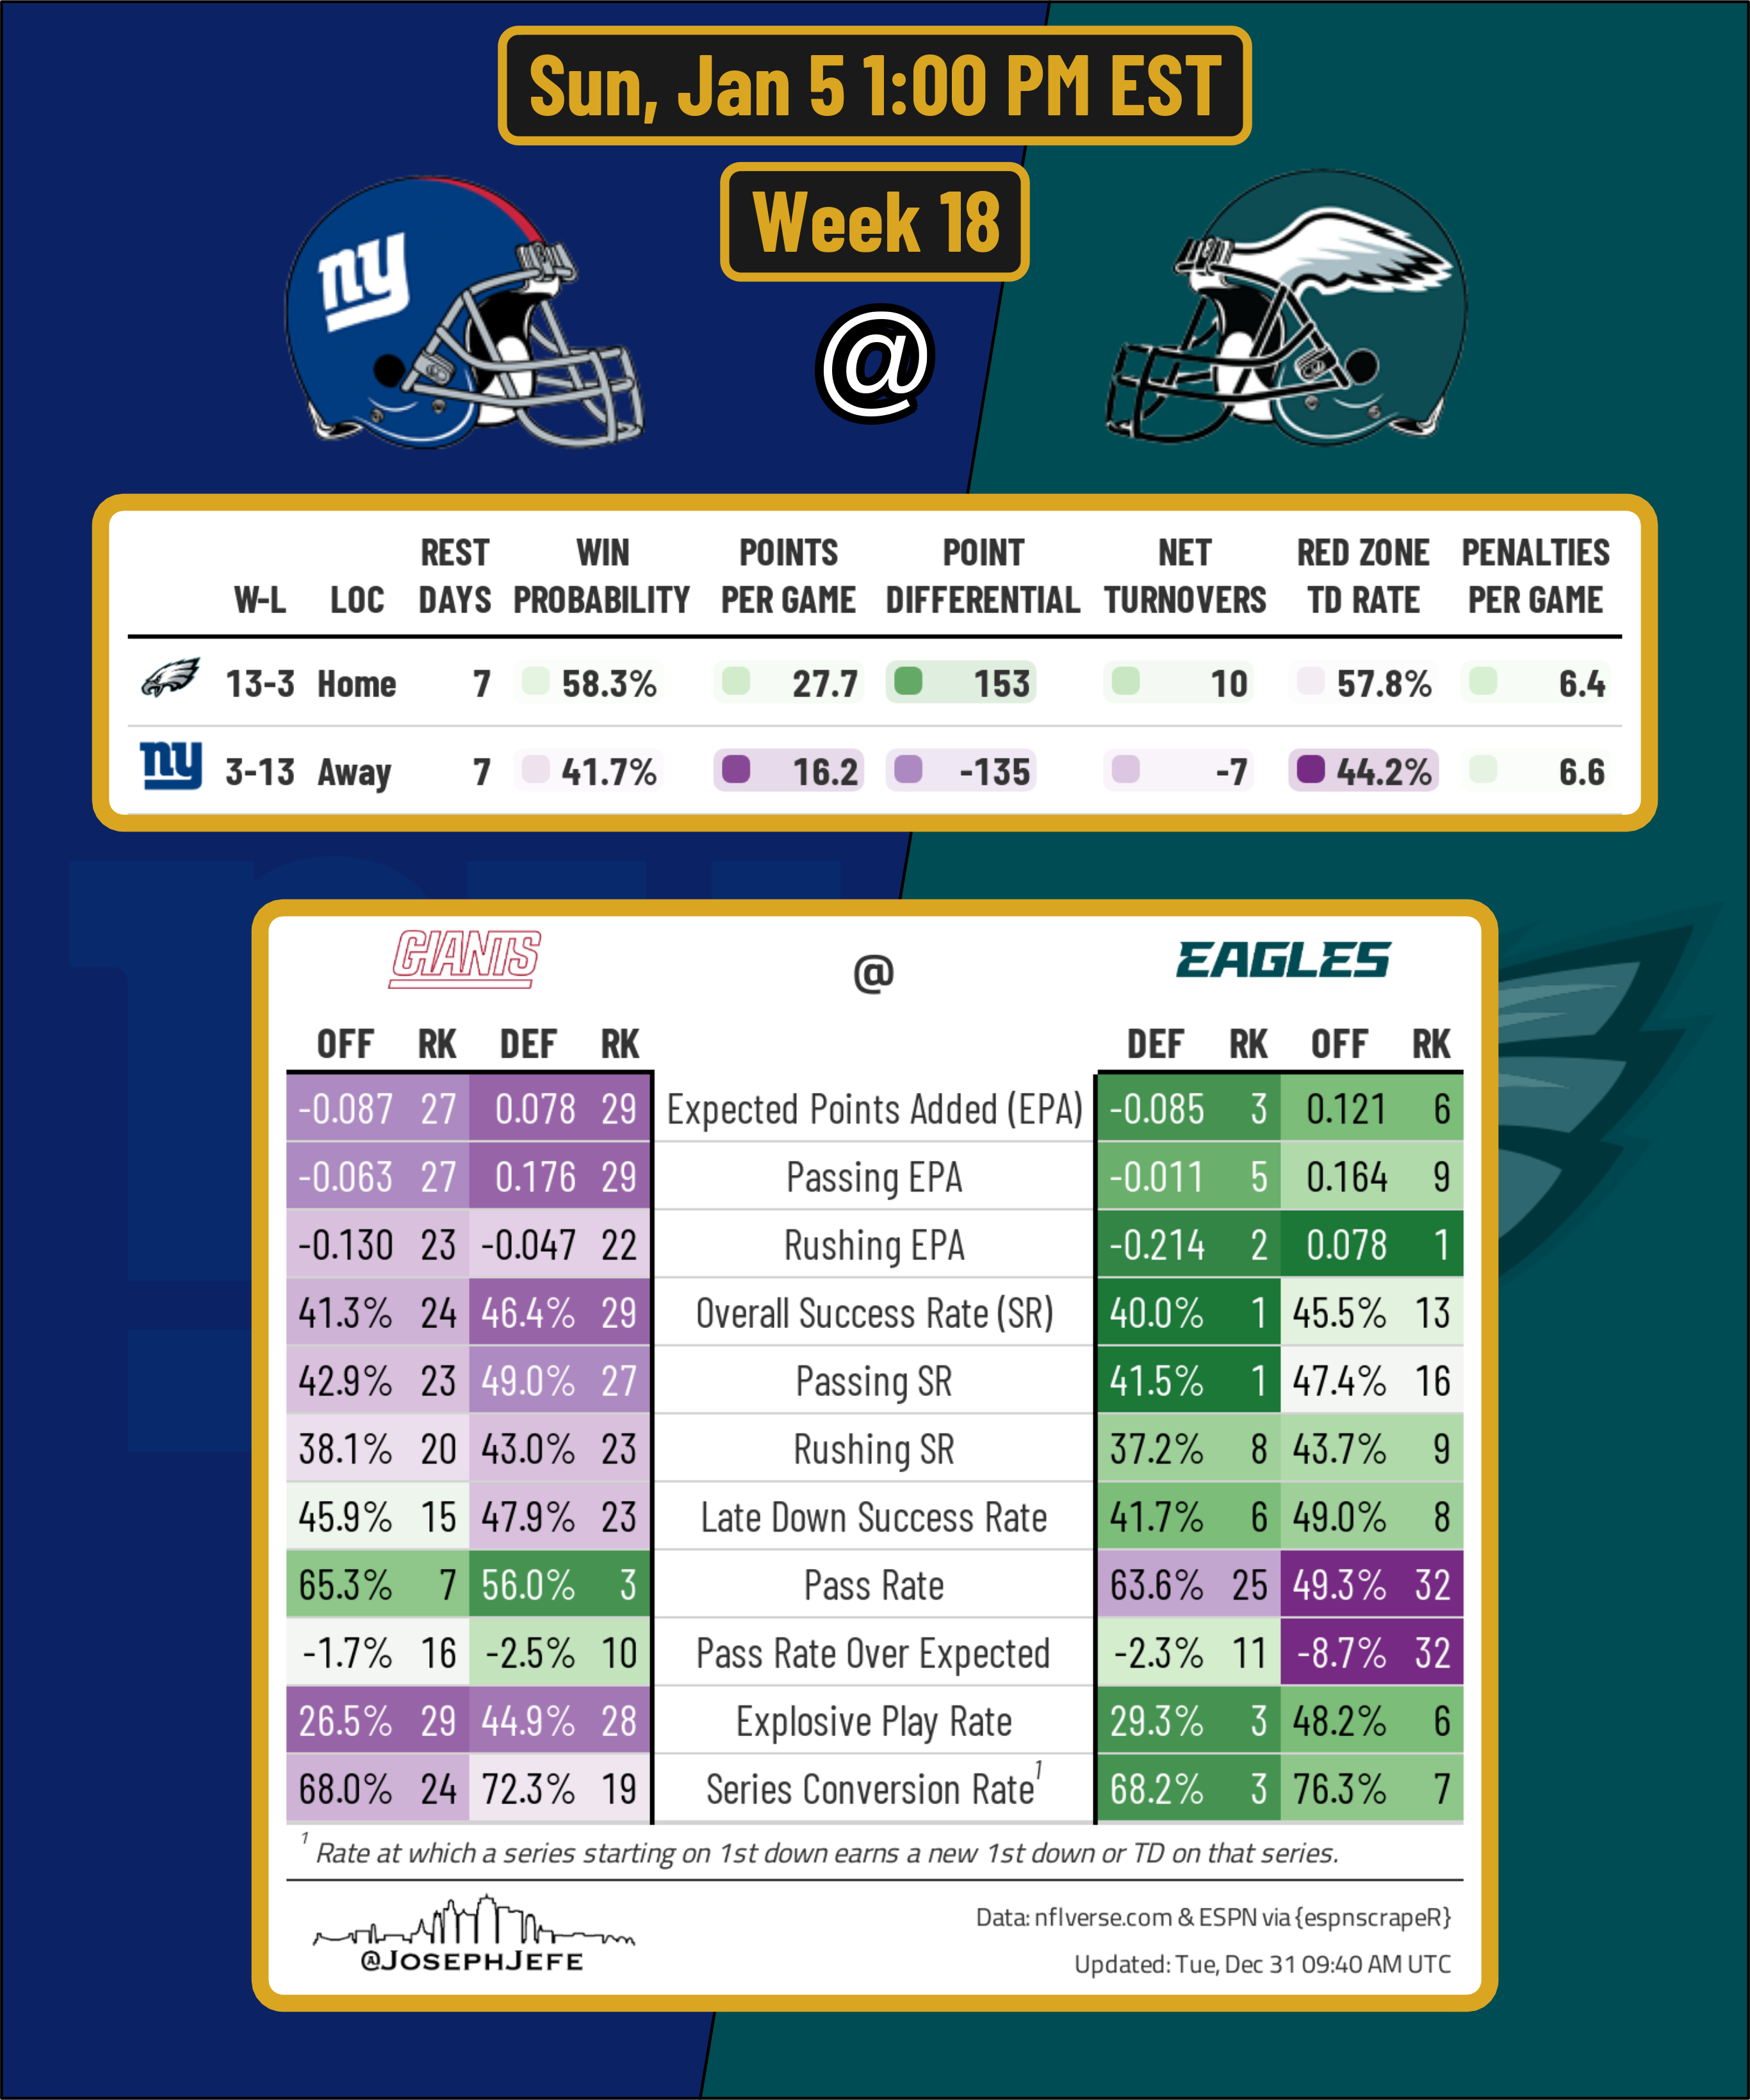 Sun, Jan 5 1:00 PM EST
Week 18
ny
@
REST WIN POINTS POINT NET RED ZONE PENALTIES
W-L LOC DAYS PROBABILITY PER GAME DIFFERENTIAL TURNOVERS TD RATE PER GAME
13-3 Home 7 58.3% 27.7 153 10 57.8% 6.4
ny 3-13 Away 7 41.7% 16.2 -135 -7 44.2% 6.6
GIANTS @ EAGLES
OFF RK DEF RK DEF RK OFF RK
-0.087 27 0.078 29 Expected Points Added (EPA) -0.085 3 0.121 6
-0.063 27 0.176 29 Passing EPA -0.011 5 0.164 9
-0.130 23 -0.047 22 Rushing EPA -0.214 2 0.078 1
41.3% 24 46.4% 29 Overall Success Rate (SR) 40.0% 1 45.5% 13
42.9% 23 49.0% 27 Passing SR 41.5% 1 47.4% 16
38.1% 20 43.0% 23 Rushing SR 37.2% 8 43.7% 9
45.9% 15 47.9% 23 Late Down Success Rate 41.7% 6 49.0% 8
65.3% 7 56.0% 3 Pass Rate 63.6% 25 49.3% 32
-1.7% 16 -2.5% 10 Pass Rate Over Expected -2.3% 11 -8.7% 32
26.5% 29 44.9% 28 Explosive Play Rate 29.3% 3 48.2% 6
68.0% 24 72.3% 19 Series Conversion Rate¹ 68.2% 3 76.3% 7
¹ Rate at which a series starting on 1st down earns a new 1st down or TD on that series.
@JOSEPHJEFE
Data: nflverse.com & ESPN via {espnscrapeR}
Updated: Tue, Dec 31 09:40 AM UTC